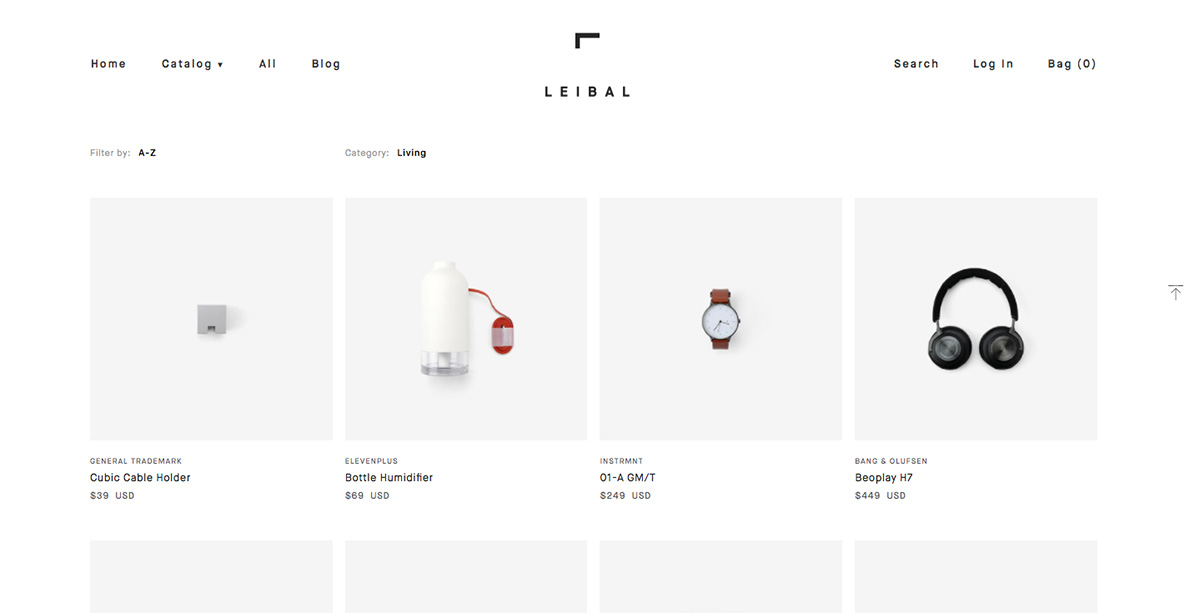 Home Catalog ▾ All Blog
Search Log In Bag (0)
LEIBAL
Filter by: A-Z
Category: Living
GENERAL TRADEMARK
Cubic Cable Holder
$39 USD
ELEVENPLUS
Bottle Humidifier
$69 USD
INSTRMNT
01-A GM/T
$249 USD
BANG & OLUFSEN
Beoplay H7
$449 USD